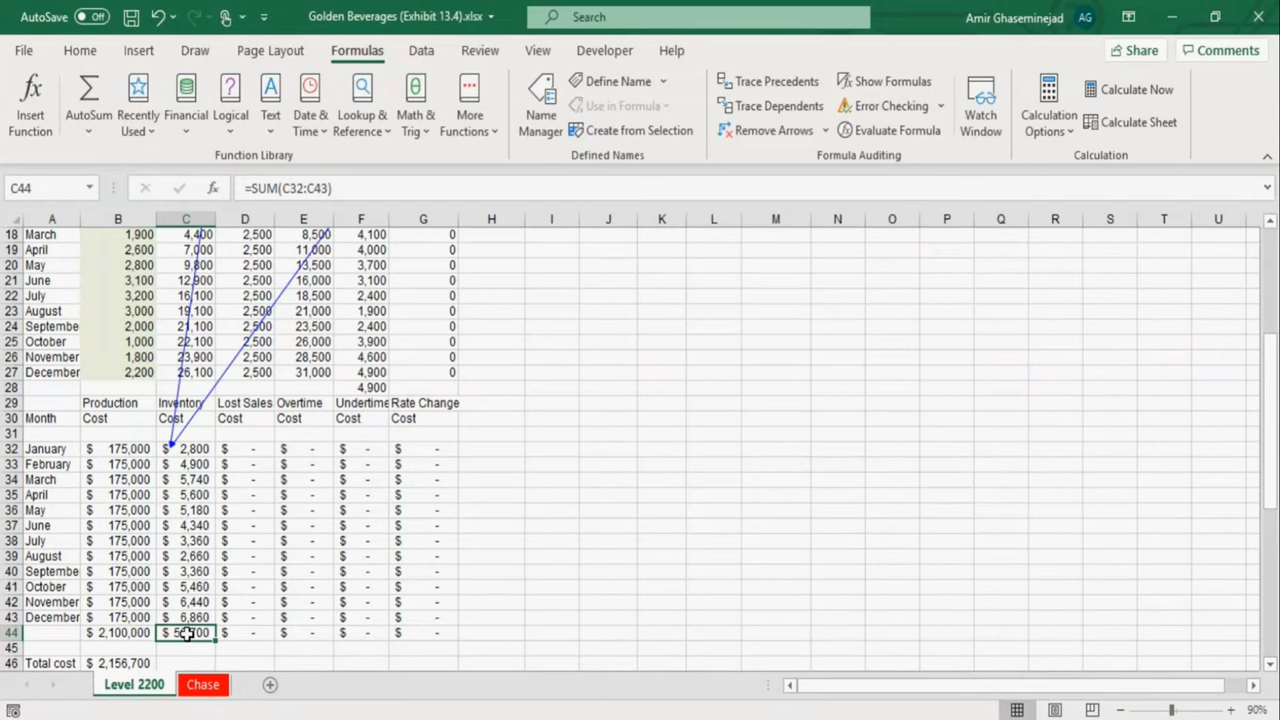 AutoSave Off Golden Beverages (Exhibit 13.4).xlsx Search Amir Ghaseminejad AG
File Home Insert Draw Page Layout Formulas Data Review View Developer Help Share Comments
Insert Function AutoSum Recently Used Financial Logical Text Date & Time Lookup & Reference Math & Trig More Functions Name Manager Define Name Use in Formula Create from Selection Trace Precedents Trace Dependents Remove Arrows Show Formulas Error Checking Evaluate Formula Watch Window Calculation Options Calculate Now Calculate Sheet
Function Library Defined Names Formula Auditing Calculation
C44 fx =SUM(C32:C43)
A B C D E F G H I J K L M N O P Q R S T U
18 March 1,900 4,400 2,500 8,500 4,100 0
19 April 2,600 7,000 2,500 11,000 4,000 0
20 May 2,800 9,800 2,500 13,500 3,700 0
21 June 3,100 12,900 2,500 16,000 3,100 0
22 July 3,200 16,100 2,500 18,500 2,400 0
23 August 3,000 19,100 2,500 21,000 1,900 0
24 Septembe 2,000 21,100 2,500 23,500 2,400 0
25 October 1,000 22,100 2,500 26,000 3,900 0
26 November 1,800 23,900 2,500 28,500 4,600 0
27 December 2,200 26,100 2,500 31,000 4,900 0
28 4,900
29 Production Inventory Lost Sales Overtime Undertime Rate Change
30 Month Cost Cost Cost Cost Cost Cost
31
32 January $ 175,000 $ 2,800 $ - $ - $ - $ -
33 February $ 175,000 $ 4,900 $ - $ - $ - $ -
34 March $ 175,000 $ 5,740 $ - $ - $ - $ -
35 April $ 175,000 $ 5,600 $ - $ - $ - $ -
36 May $ 175,000 $ 5,180 $ - $ - $ - $ -
37 June $ 175,000 $ 4,340 $ - $ - $ - $ -
38 July $ 175,000 $ 3,360 $ - $ - $ - $ -
39 August $ 175,000 $ 2,660 $ - $ - $ - $ -
40 Septembe $ 175,000 $ 3,360 $ - $ - $ - $ -
41 October $ 175,000 $ 5,460 $ - $ - $ - $ -
42 November $ 175,000 $ 6,440 $ - $ - $ - $ -
43 December $ 175,000 $ 6,860 $ - $ - $ - $ -
44 $ 2,100,000 $ - $ - $ - $ -
45
46 Total cost $ 2,156,700
Level 2200 Chase
90%